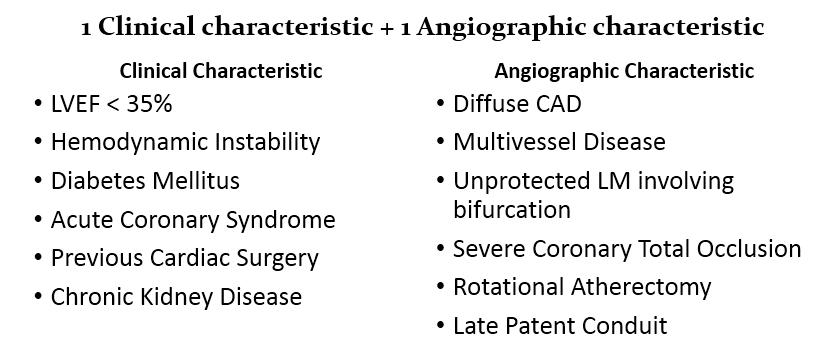 1 Clinical characteristic + 1 Angiographic characteristic
Clinical Characteristic
• LVEF < 35%
• Hemodynamic Instability
• Diabetes Mellitus
• Acute Coronary Syndrome
• Previous Cardiac Surgery
• Chronic Kidney Disease
Angiographic Characteristic
• Diffuse CAD
• Multivessel Disease
• Unprotected LM involving
bifurcation
• Severe Coronary Total Occlusion
• Rotational Atherectomy
• Late Patent Conduit